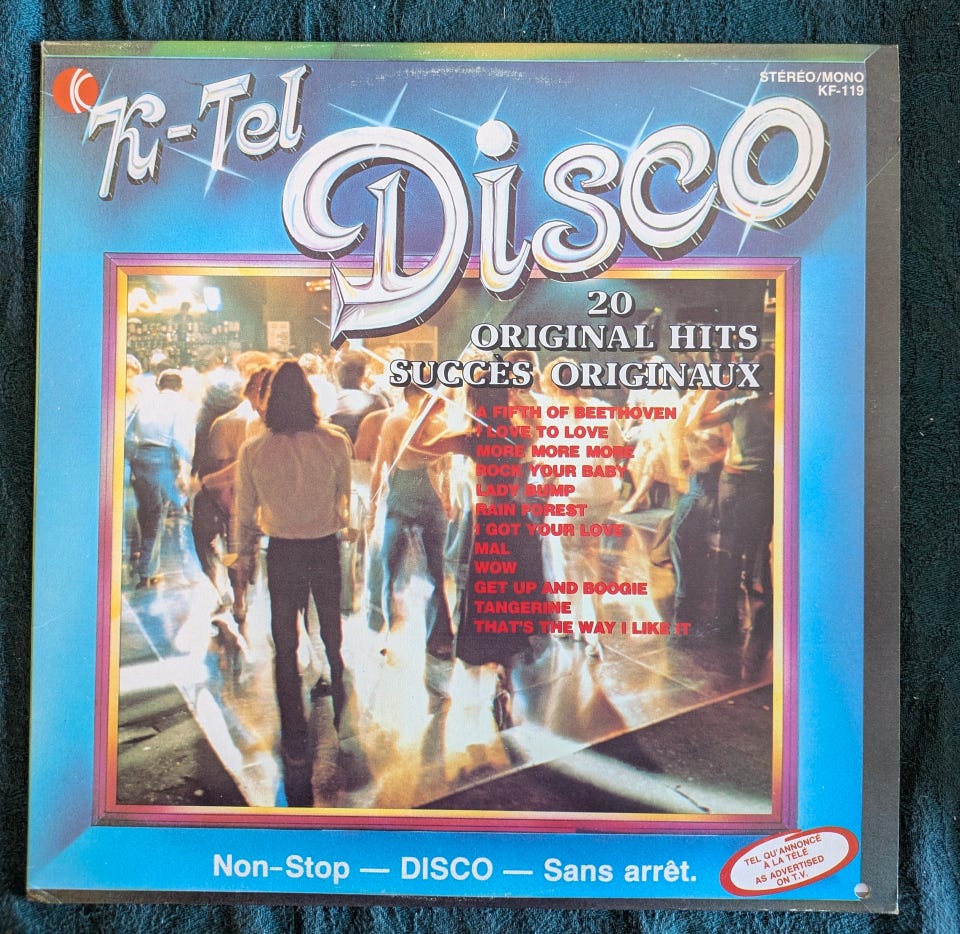 K-Tel
STÉRÉO/MONO
KF-119
Disco
20
ORIGINAL HITS
SUCCÈS ORIGINAUX
A FIFTH OF BEETHOVEN
I LOVE TO LOVE
MORE MORE MORE
ROCK YOUR BABY
LADY BUMP
RAIN FOREST
I GOT YOUR LOVE
MAL
WOW
GET UP AND BOOGIE
TANGERINE
THAT'S THE WAY I LIKE IT
Non-Stop — DISCO — Sans arrêt.
TEL QU'ANNONCÉ
À LA TÉLÉ
AS ADVERTISED
ON T.V.